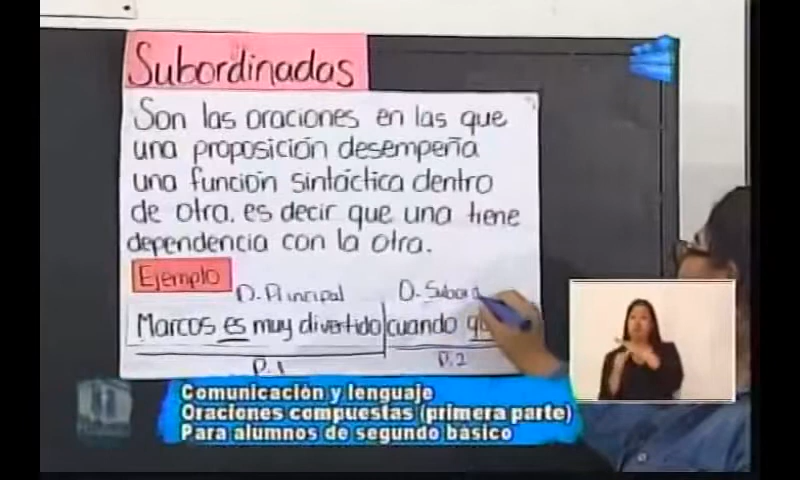 Subordinadas
Son las oraciones en las que
una proposición desempeña
una función sintáctica dentro
de otra. es decir que una tiene
dependencia con la otra.
Ejemplo
O. Principal O. Subord
Marcos es muy divertido cuando
P.1 P.2
Comunicación y lenguaje
Oraciones compuestas (primera parte)
Para alumnos de segundo básico